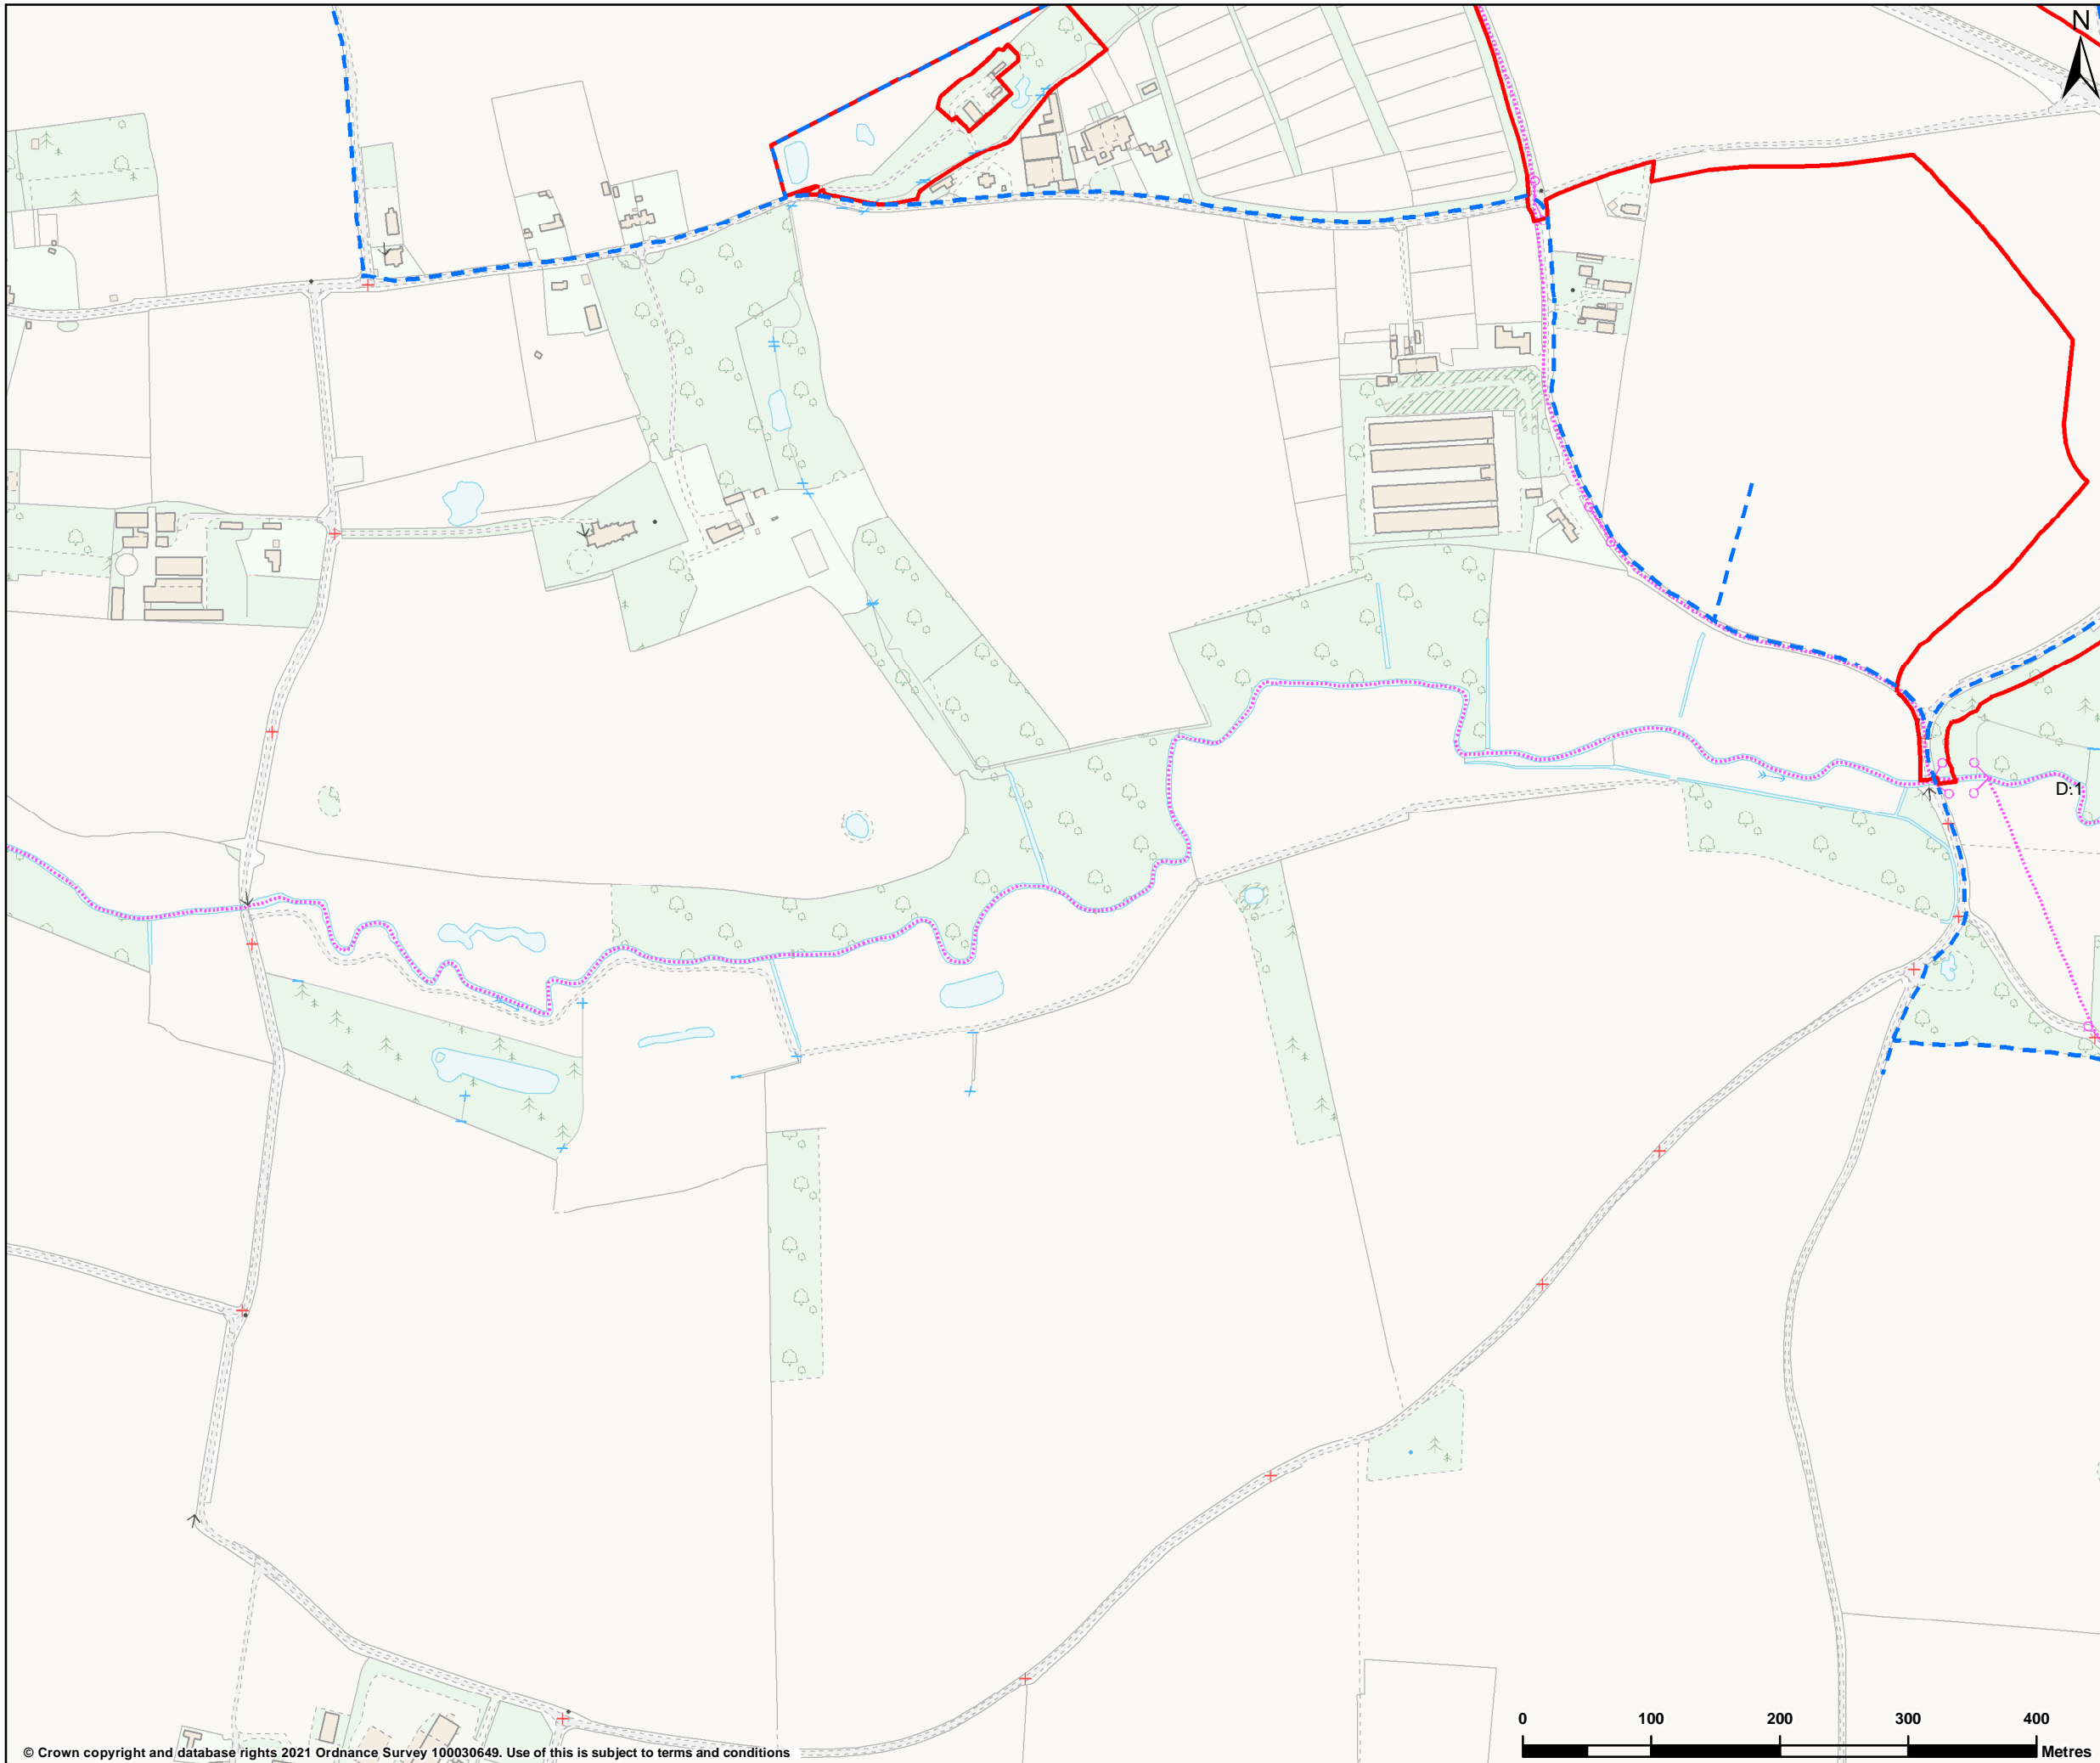 N
D:1
0 100 200 300 400
Metres
© Crown copyright and database rights 2021 Ordnance Survey 100030649. Use of this is subject to terms and conditions